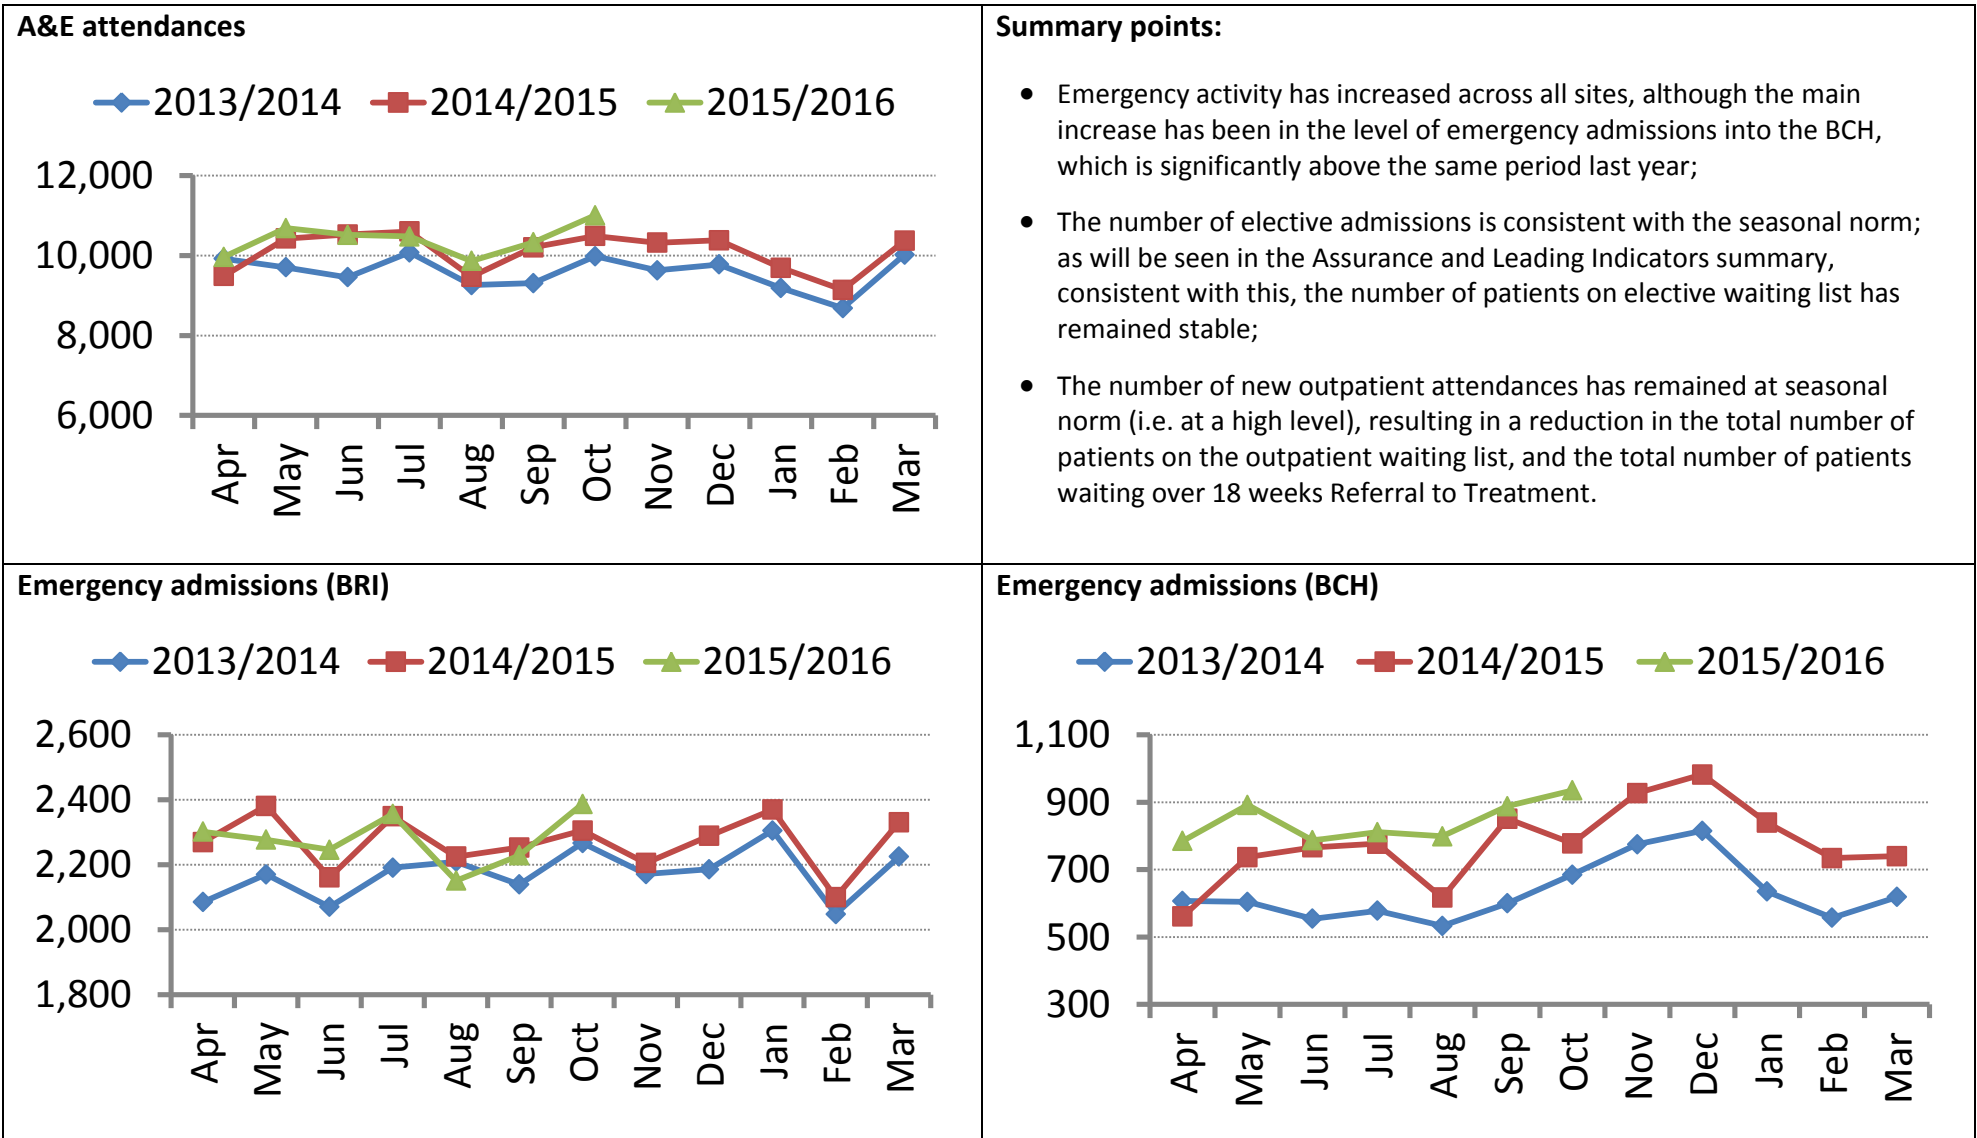 A&E attendances
2013/2014 2014/2015 2015/2016
12,000
10,000
8,000
6,000
Apr May Jun Jul Aug Sep Oct Nov Dec Jan Feb Mar
Summary points:
• Emergency activity has increased across all sites, although the main
increase has been in the level of emergency admissions into the BCH,
which is significantly above the same period last year;
• The number of elective admissions is consistent with the seasonal norm;
as will be seen in the Assurance and Leading Indicators summary,
consistent with this, the number of patients on elective waiting list has
remained stable;
• The number of new outpatient attendances has remained at seasonal
norm (i.e. at a high level), resulting in a reduction in the total number of
patients on the outpatient waiting list, and the total number of patients
waiting over 18 weeks Referral to Treatment.
Emergency admissions (BRI)
2013/2014 2014/2015 2015/2016
2,600
2,400
2,200
2,000
1,800
Apr May Jun Jul Aug Sep Oct Nov Dec Jan Feb Mar
Emergency admissions (BCH)
2013/2014 2014/2015 2015/2016
1,100
900
700
500
300
Apr May Jun Jul Aug Sep Oct Nov Dec Jan Feb Mar